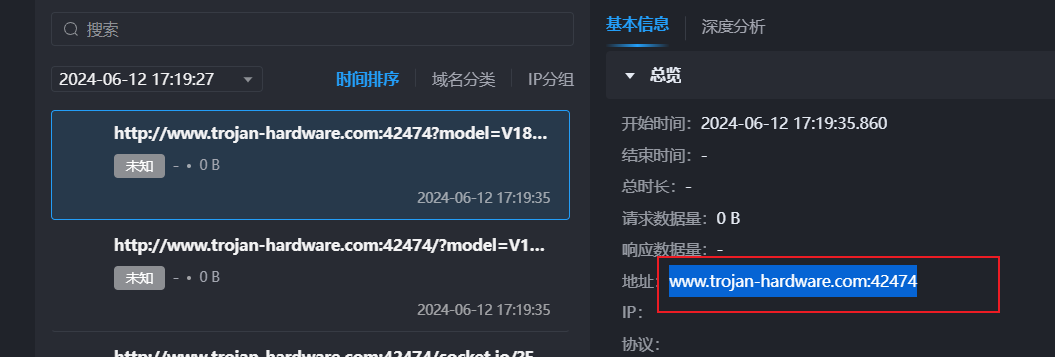 搜索
2024-06-12 17:19:27
时间排序
域名分类
IP分组
http://www.trojan-hardware.com:42474?model=V18...
未知 - • 0 B
2024-06-12 17:19:35
http://www.trojan-hardware.com:42474/?model=V1...
未知 - • 0 B
2024-06-12 17:19:35
http://www.trojan-hardware.com:42474/socket.io/?E...
基本信息
深度分析
总览
开始时间: 2024-06-12 17:19:35.860
结束时间: -
总时长: -
请求数据量: 0 B
响应数据量: -
地址: www.trojan-hardware.com:42474
IP:
协议: